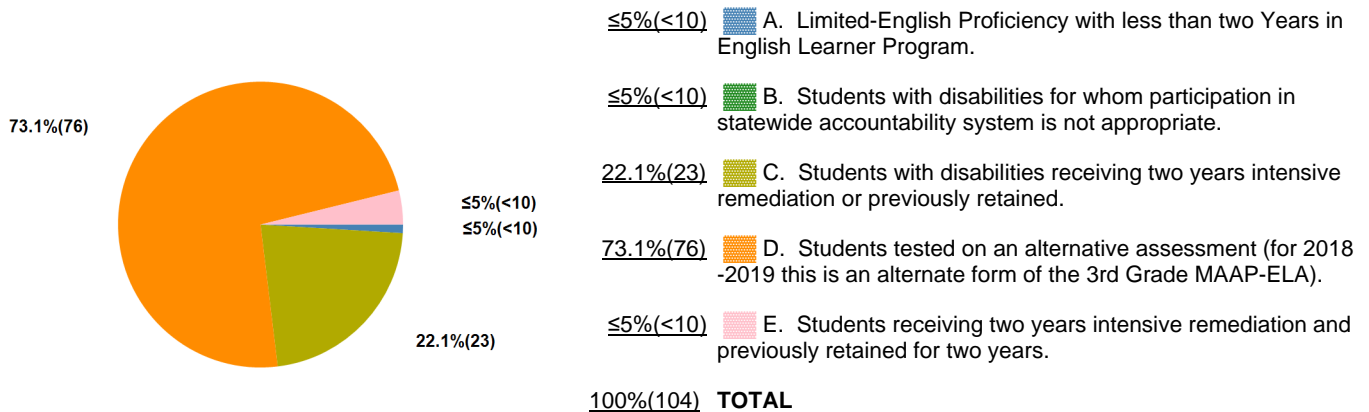 73.1%(76)
≤5%(<10)
≤5%(<10)
22.1%(23)
≤5%(<10) A. Limited-English Proficiency with less than two Years in
English Learner Program.
≤5%(<10) B. Students with disabilities for whom participation in
statewide accountability system is not appropriate.
22.1%(23) C. Students with disabilities receiving two years intensive
remediation or previously retained.
73.1%(76) D. Students tested on an alternative assessment (for 2018
-2019 this is an alternate form of the 3rd Grade MAAP-ELA).
≤5%(<10) E. Students receiving two years intensive remediation and
previously retained for two years.
100%(104) TOTAL